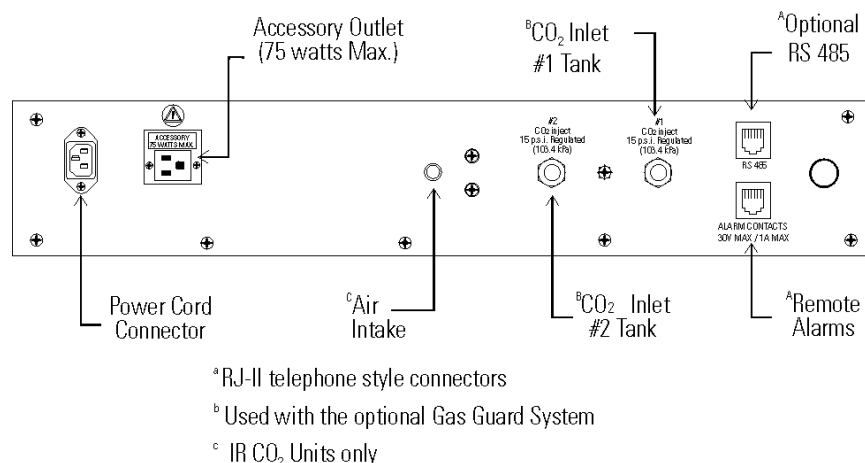 Accessory Outlet
(75 watts Max.)
ᴮCO₂ Inlet
#1 Tank
ᴬOptional
RS 485
ACCESSORY
75 WATTS MAX.
#2
CO₂ inject
15 p.s.i. Regulated
(103.4 kPa)
#1
CO₂ inject
15 p.s.i. Regulated
(103.4 kPa)
RS 485
ALARM CONTACTS
30V MAX / 1A MAX
Power Cord
Connector
ᶜAir
Intake
ᴮCO₂ Inlet
#2 Tank
ᴬRemote
Alarms
ᵃRJ-II telephone style connectors
ᵇ Used with the optional Gas Guard System
ᶜ IR CO₂ Units only